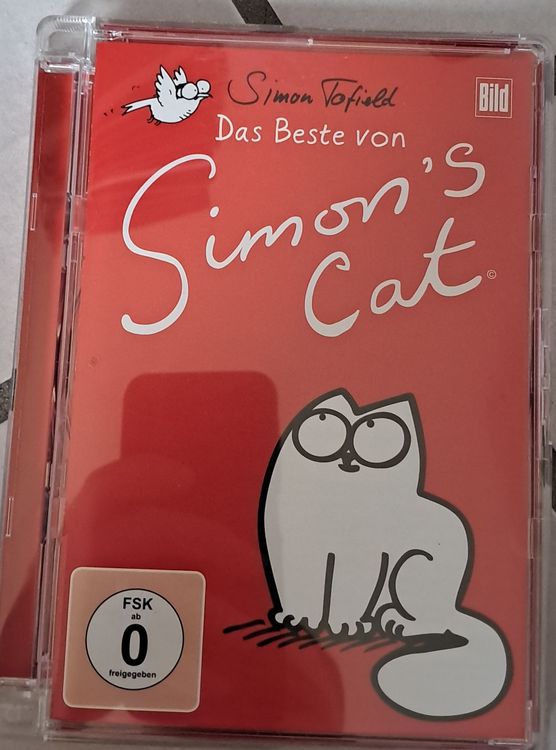 Simon Tofield
Bild
Das Beste von
Simon's
Cat©
FSK
ab
0
freigegeben